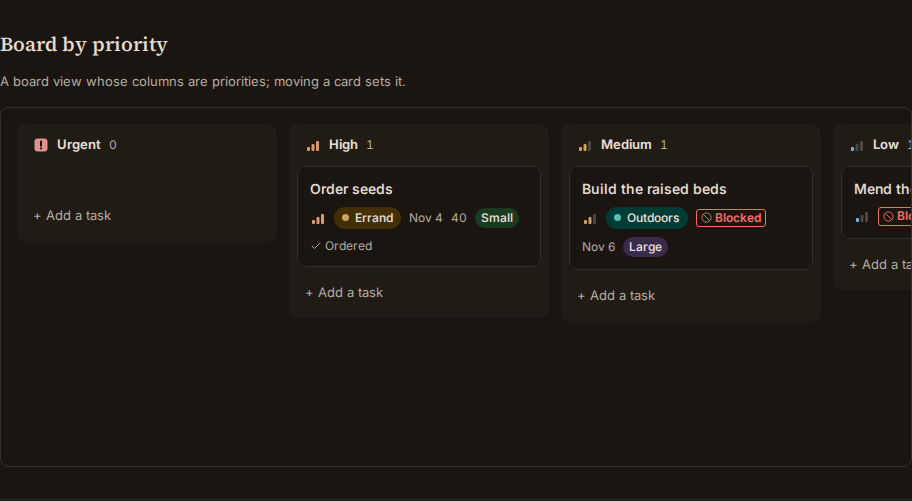 Board by priority
A board view whose columns are priorities; moving a card sets it.
Urgent 0
+ Add a task
High 1
Order seeds
Errand Nov 4 40 Small
✓ Ordered
+ Add a task
Medium 1
Build the raised beds
Outdoors Blocked
Nov 6 Large
+ Add a task
Low
Mend
+ Add a